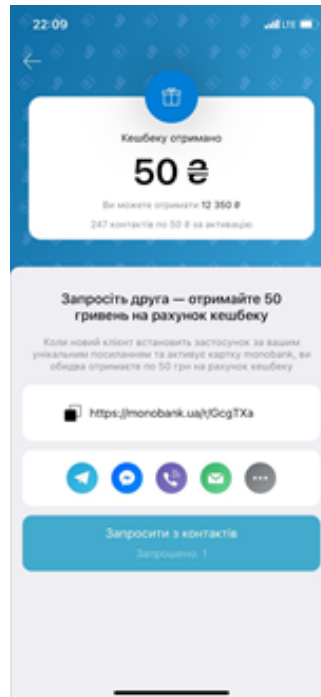 22:09
LTE
Кешбеку отримано
50 ₴
Ви можете отримати 12 350 ₴
247 контактів по 50 ₴ за активацію
Запросіть друга — отримайте 50
гривень на рахунок кешбеку
Коли новий клієнт встановить застосунок за вашим
унікальним посиланням та активує картку monobank, ви
обидва отримаєте по 50 грн на рахунок кешбеку
https://monobank.ua/r/GcgTXa
Запросити з контактів
Запрошено: 1